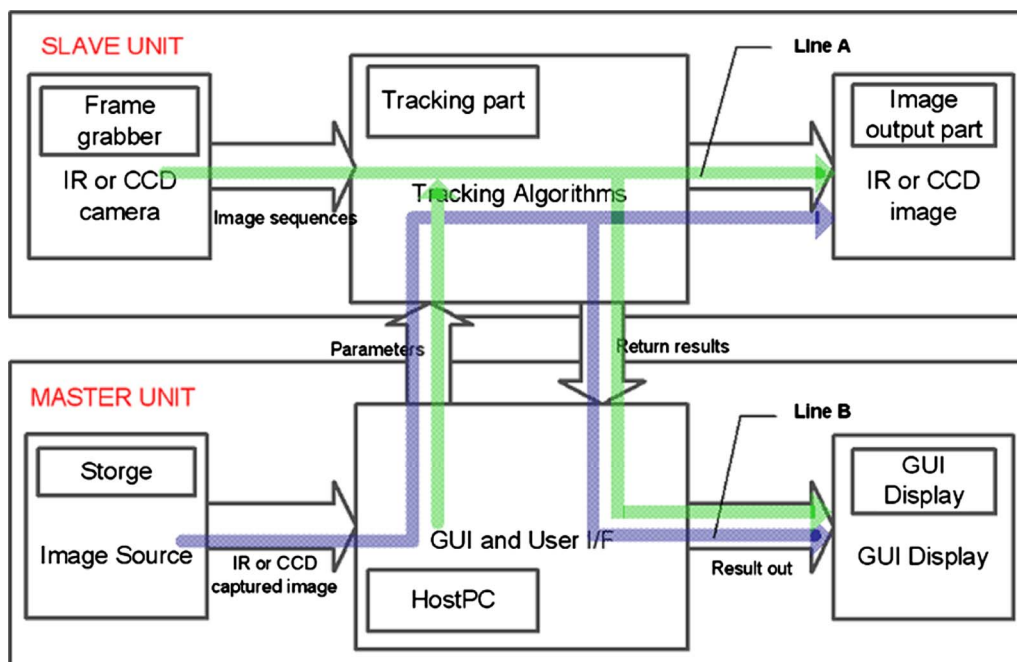 SLAVE UNIT
Frame
grabber
IR or CCD
camera
Image sequences
Tracking part
Tracking Algorithms
Line A
Image
output part
IR or CCD
image
Parameters
Return results
MASTER UNIT
Storge
Image Source
IR or CCD
captured image
GUI and User I/F
HostPC
Line B
Result out
GUI
Display
GUI Display